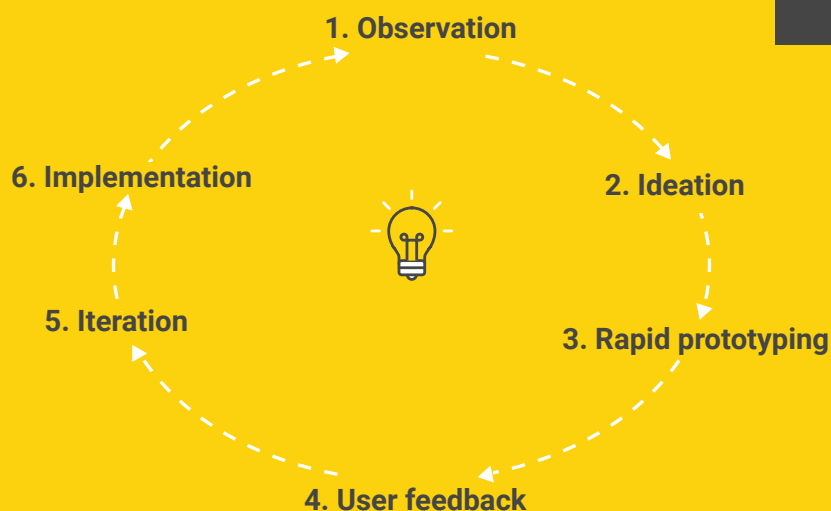 1. Observation
2. Ideation
3. Rapid prototyping
4. User feedback
5. Iteration
6. Implementation